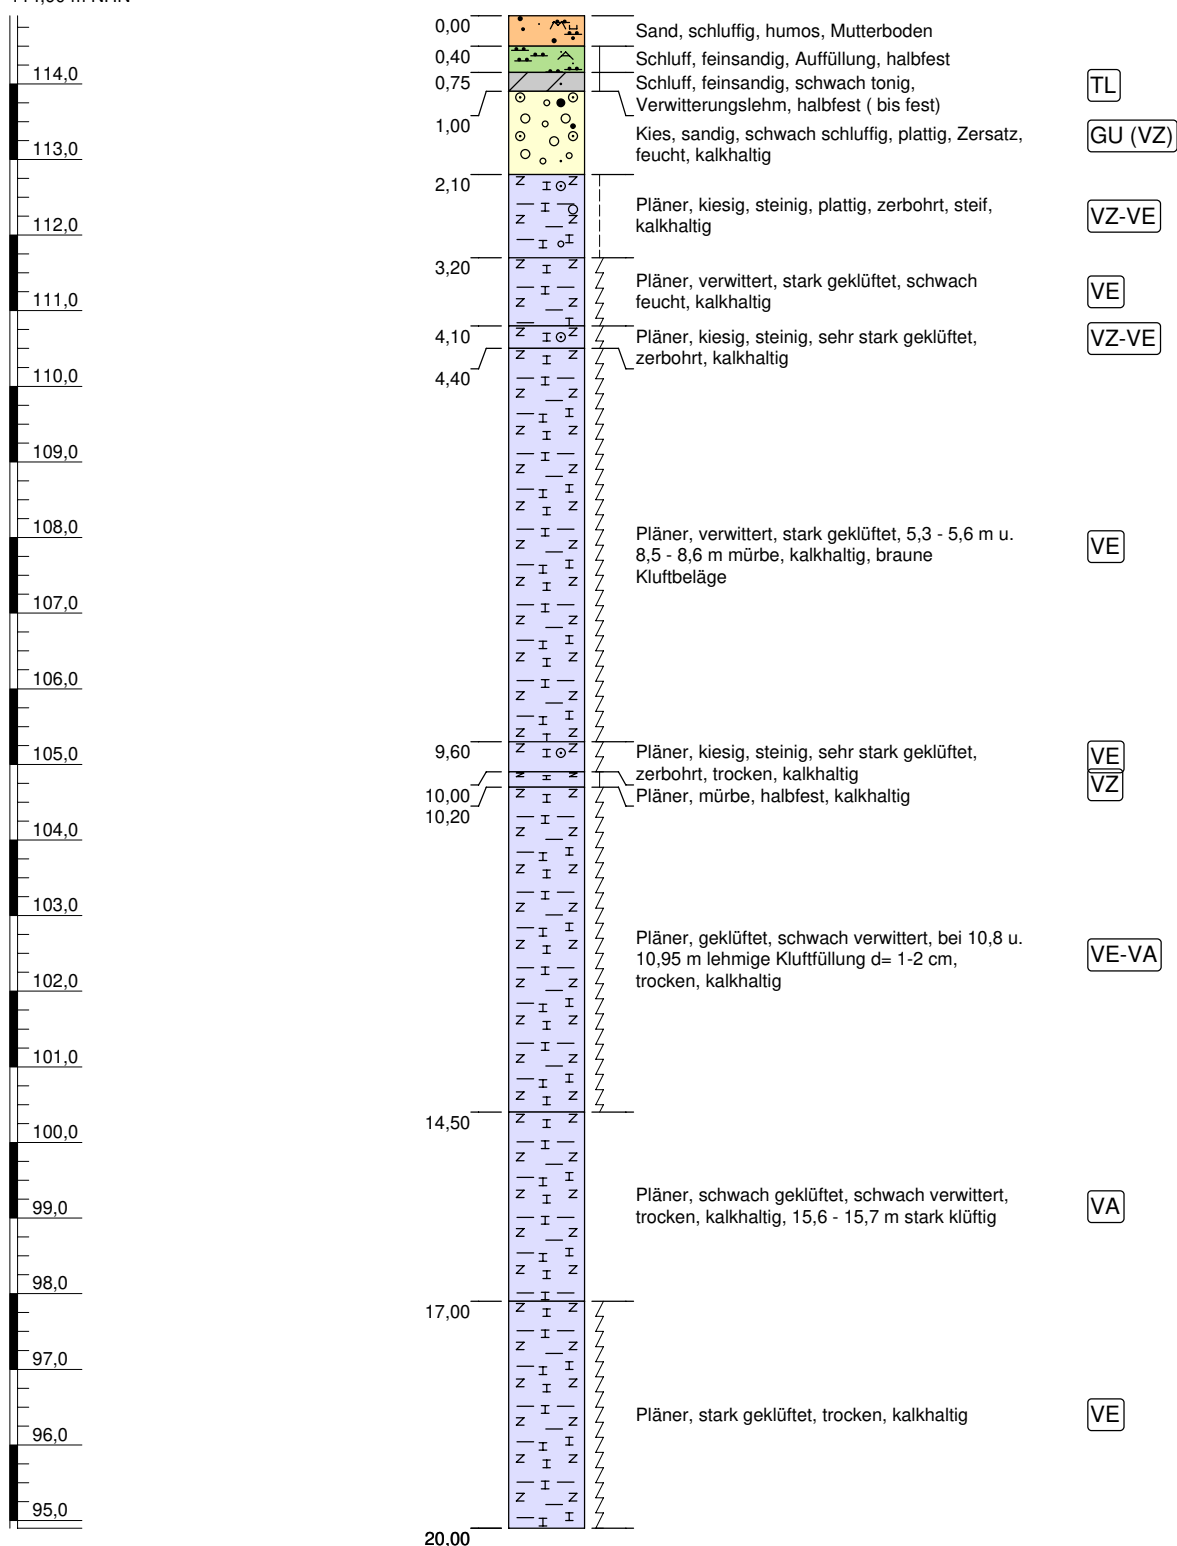 m NHN
0,00
Sand, schluffig, humos, Mutterboden
0,40
Schluff, feinsandig, Auffüllung, halbfest
114,0
0,75
Schluff, feinsandig, schwach tonig,
Verwitterungslehm, halbfest ( bis fest)
TL
1,00
Kies, sandig, schwach schluffig, plattig, Zersatz,
feucht, kalkhaltig
GU (VZ)
113,0
2,10
Pläner, kiesig, steinig, plattig, zerbohrt, steif,
kalkhaltig
VZ-VE
112,0
3,20
Pläner, verwittert, stark geklüftet, schwach
feucht, kalkhaltig
VE
111,0
4,10
Pläner, kiesig, steinig, sehr stark geklüftet,
zerbohrt, kalkhaltig
VZ-VE
110,0
4,40
109,0
108,0
Pläner, verwittert, stark geklüftet, 5,3 - 5,6 m u.
8,5 - 8,6 m mürbe, kalkhaltig, braune
Kluftbeläge
VE
107,0
106,0
105,0
9,60
Pläner, kiesig, steinig, sehr stark geklüftet,
zerbohrt, trocken, kalkhaltig
VE
10,00
Pläner, mürbe, halbfest, kalkhaltig
VZ
10,20
104,0
103,0
Pläner, geklüftet, schwach verwittert, bei 10,8 u.
10,95 m lehmige Kluftfüllung d= 1-2 cm,
trocken, kalkhaltig
VE-VA
102,0
101,0
14,50
100,0
Pläner, schwach geklüftet, schwach verwittert,
trocken, kalkhaltig, 15,6 - 15,7 m stark klüftig
VA
99,0
98,0
17,00
97,0
Pläner, stark geklüftet, trocken, kalkhaltig
VE
96,0
95,0
20,00